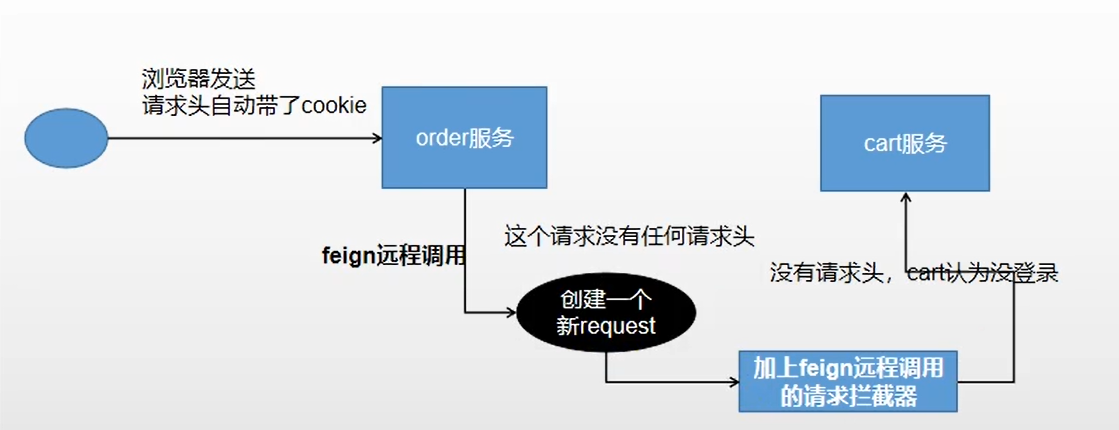 浏览器发送
请求头自动带了cookie
order服务
cart服务
这个请求没有任何请求头
feign远程调用
没有请求头，cart认为没登录
创建一个
新request
加上feign远程调用
的请求拦截器